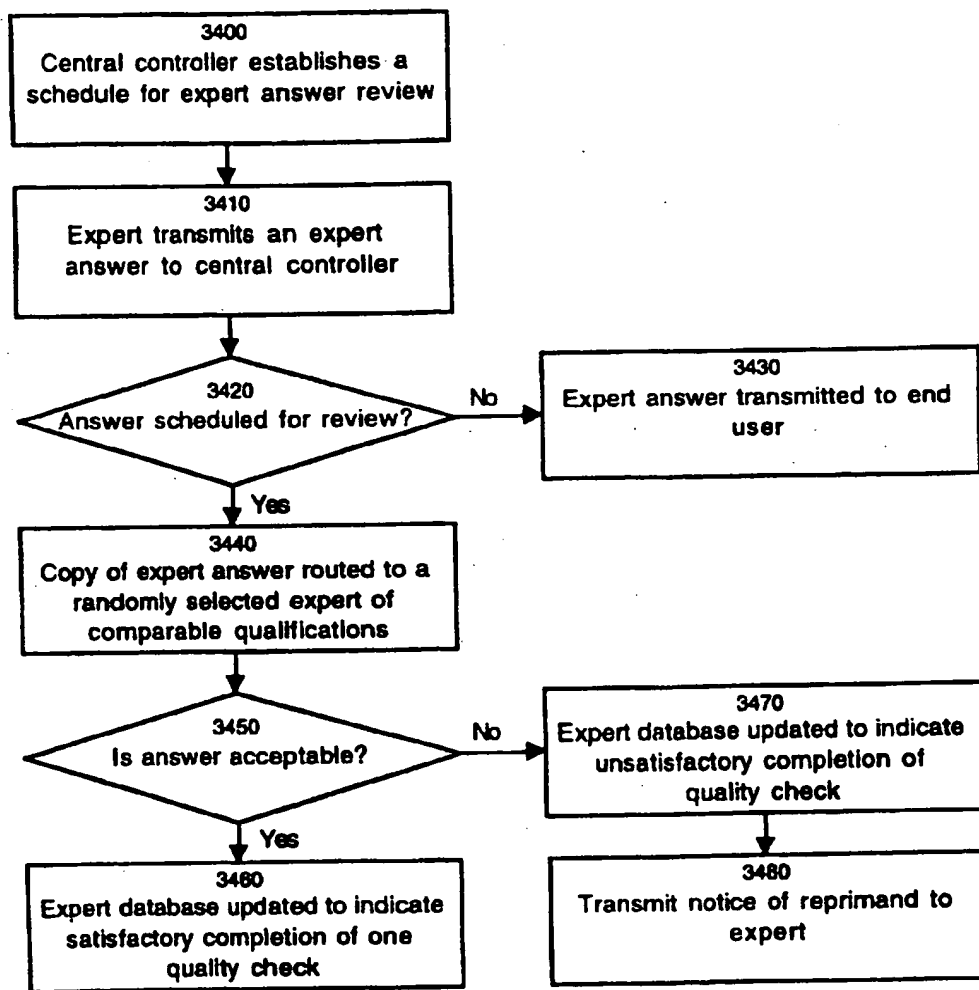 3400
Central controller establishes a
schedule for expert answer review
3410
Expert transmits an expert
answer to central controller
3420
Answer scheduled for review?
No
3430
Expert answer transmitted to end
user
Yes
3440
Copy of expert answer routed to a
randomly selected expert of
comparable qualifications
3450
Is answer acceptable?
No
3470
Expert database updated to indicate
unsatisfactory completion of
quality check
Yes
3460
Expert database updated to indicate
satisfactory completion of one
quality check
3480
Transmit notice of reprimand to
expert